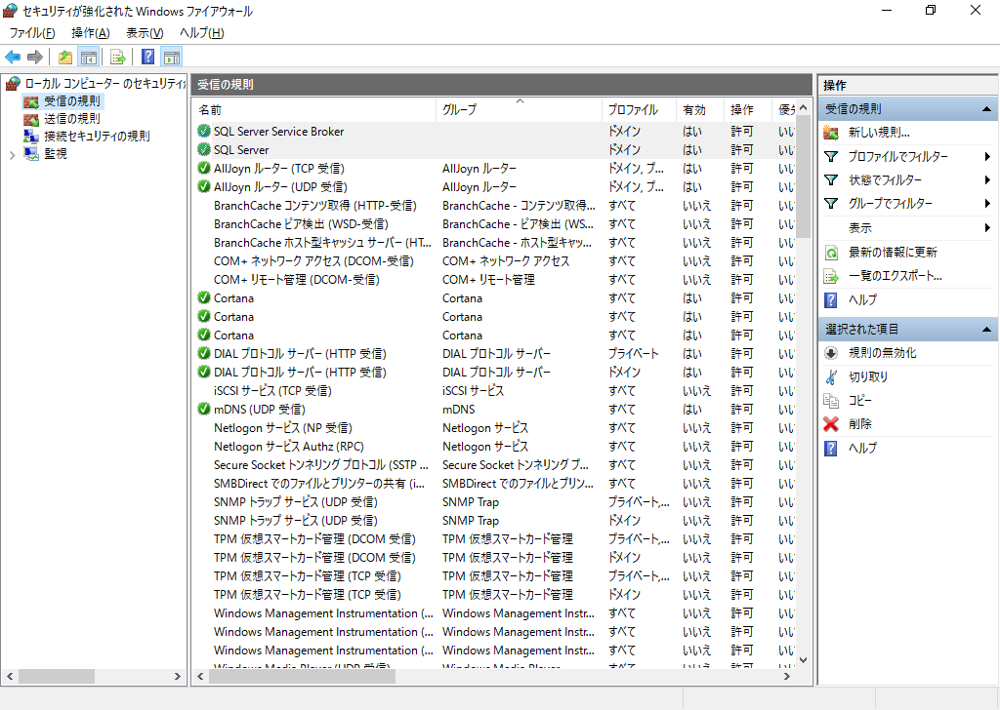 セキュリティが強化された Windows ファイアウォール
ファイル(F) 操作(A) 表示(V) ヘルプ(H)
ローカル コンピューター のセキュリティ
受信の規則
送信の規則
接続セキュリティの規則
監視
受信の規則
名前 グループ プロファイル 有効 操作 優先
SQL Server Service Broker ドメイン はい 許可 いい
SQL Server ドメイン はい 許可 いい
AllJoyn ルーター (TCP 受信) AllJoyn ルーター ドメイン, プ... はい 許可 いい
AllJoyn ルーター (UDP 受信) AllJoyn ルーター ドメイン, プ... はい 許可 いい
BranchCache コンテンツ取得 (HTTP-受信) BranchCache - コンテンツ取得... すべて いいえ 許可 いい
BranchCache ピア検出 (WSD-受信) BranchCache - ピア検出 (WS... すべて いいえ 許可 いい
BranchCache ホスト型キャッシュ サーバー (HT... BranchCache - ホスト型キャッ... すべて いいえ 許可 いい
COM+ ネットワーク アクセス (DCOM-受信) COM+ ネットワーク アクセス すべて いいえ 許可 いい
COM+ リモート管理 (DCOM-受信) COM+ リモート管理 すべて いいえ 許可 いい
Cortana Cortana すべて はい 許可 いい
Cortana Cortana すべて はい 許可 いい
Cortana Cortana すべて はい 許可 いい
DIAL プロトコル サーバー (HTTP 受信) DIAL プロトコル サーバー プライベート はい 許可 いい
DIAL プロトコル サーバー (HTTP 受信) DIAL プロトコル サーバー ドメイン はい 許可 いい
iSCSI サービス (TCP 受信) iSCSI サービス すべて いいえ 許可 いい
mDNS (UDP 受信) mDNS すべて はい 許可 いい
Netlogon サービス (NP 受信) Netlogon サービス すべて いいえ 許可 いい
Netlogon サービス Authz (RPC) Netlogon サービス すべて いいえ 許可 いい
Secure Socket トンネリング プロトコル (SSTP ... Secure Socket トンネリング プ... すべて いいえ 許可 いい
SMBDirect でのファイルとプリンターの共有 (i... SMBDirect でのファイルとプリン... すべて いいえ 許可 いい
SNMP トラップ サービス (UDP 受信) SNMP Trap プライベート,... いいえ 許可 いい
SNMP トラップ サービス (UDP 受信) SNMP Trap ドメイン いいえ 許可 いい
TPM 仮想スマートカード管理 (DCOM 受信) TPM 仮想スマートカード管理 プライベート,... いいえ 許可 いい
TPM 仮想スマートカード管理 (DCOM 受信) TPM 仮想スマートカード管理 ドメイン いいえ 許可 いい
TPM 仮想スマートカード管理 (TCP 受信) TPM 仮想スマートカード管理 プライベート,... いいえ 許可 いい
TPM 仮想スマートカード管理 (TCP 受信) TPM 仮想スマートカード管理 ドメイン いいえ 許可 いい
Windows Management Instrumentation (... Windows Management Instr... すべて いいえ 許可 いい
Windows Management Instrumentation (... Windows Management Instr... すべて いいえ 許可 いい
Windows Management Instrumentation (... Windows Management Instr... すべて いいえ 許可 いい
Windows Media Player (UDP 受信) Windows Media Player すべて いいえ 許可 いい
操作
受信の規則
新しい規則...
プロファイルでフィルター
状態でフィルター
グループでフィルター
表示
最新の情報に更新
一覧のエクスポート...
ヘルプ
選択された項目
規則の無効化
切り取り
コピー
削除
ヘルプ